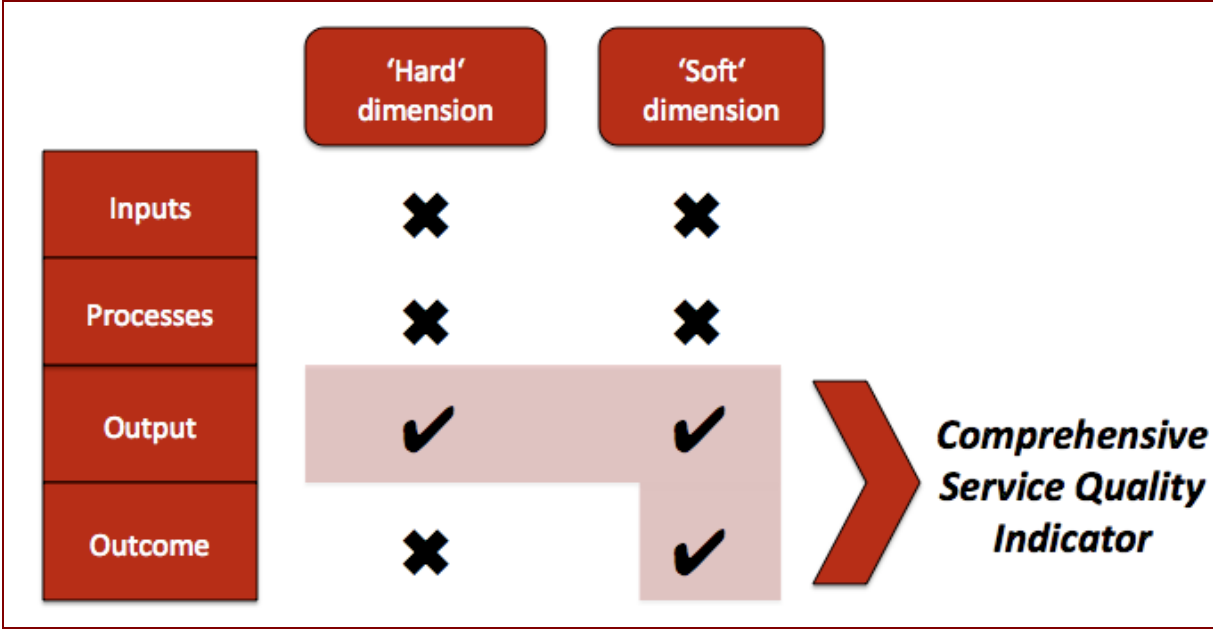 ‘Hard‘
dimension
‘Soft‘
dimension
Inputs
✖ ✖
Processes
✖ ✖
Output
✔ ✔
Outcome
✖ ✔
Comprehensive
Service Quality
Indicator